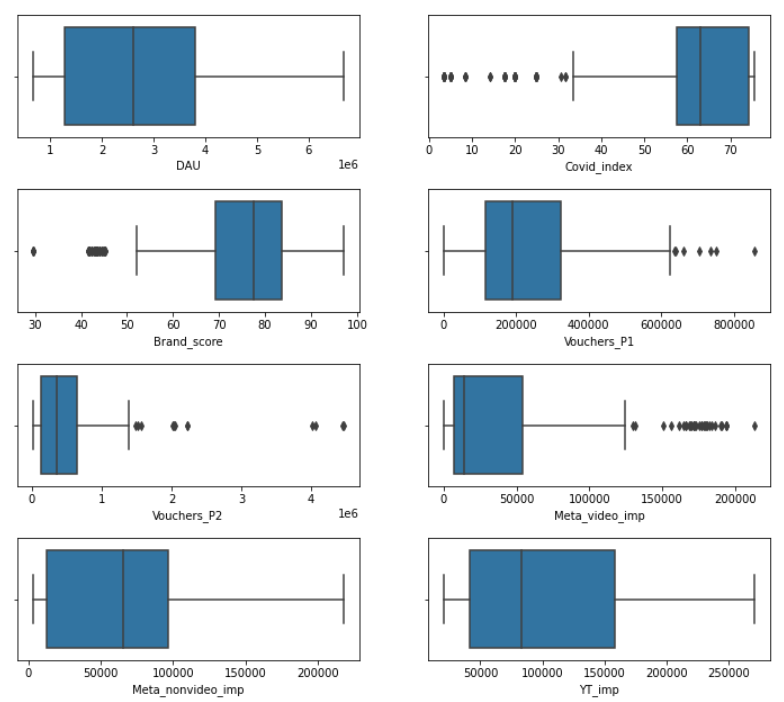 1 2 3 4 5 6
1e6
DAU
0 10 20 30 40 50 60 70
Covid_index
30 40 50 60 70 80 90 100
Brand_score
0 200000 400000 600000 800000
Vouchers_P1
0 1 2 3 4
1e6
Vouchers_P2
0 50000 100000 150000 200000
Meta_video_imp
0 50000 100000 150000 200000
Meta_nonvideo_imp
50000 100000 150000 200000 250000
YT_imp